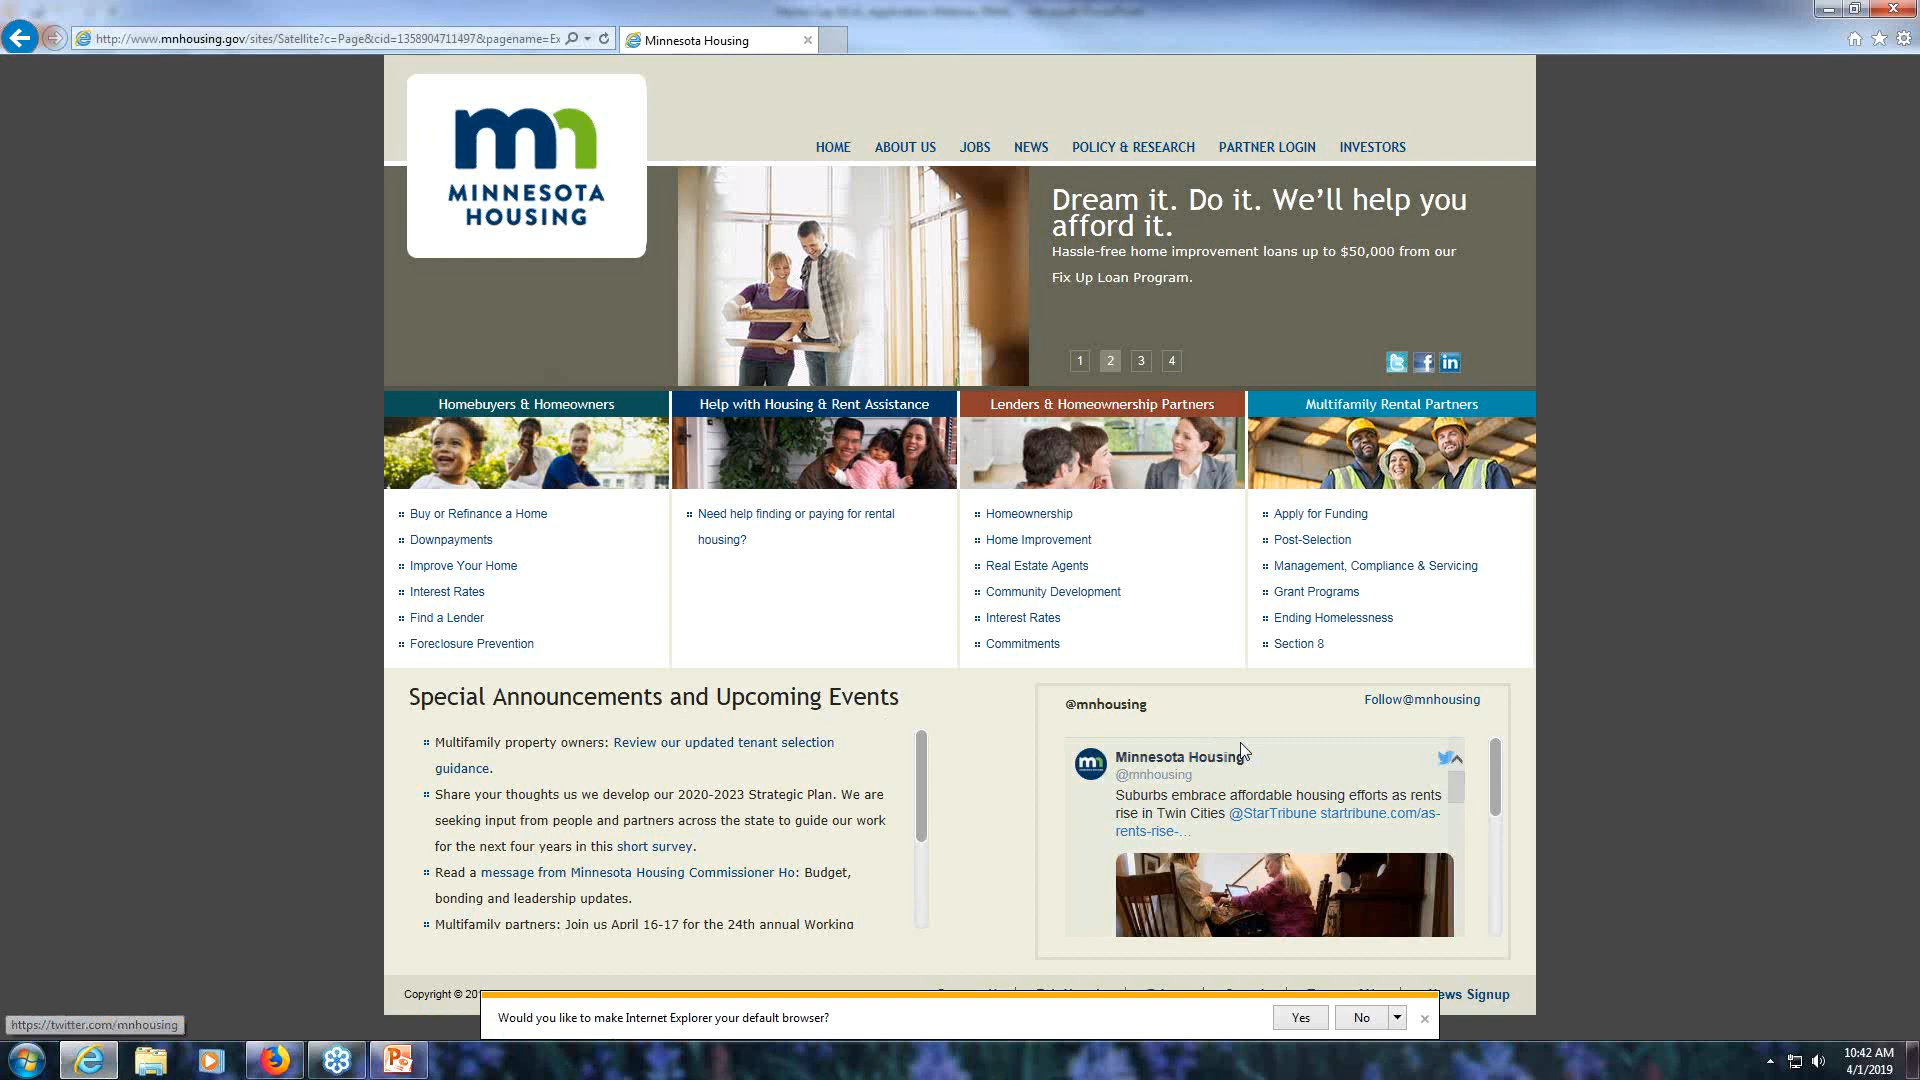 http://www.mnhousing.gov/sites/Satellite?c=Page&cid=1358904711497&pagename=Ex
Minnesota Housing
mn
MINNESOTA
HOUSING
HOME ABOUT US JOBS NEWS POLICY & RESEARCH PARTNER LOGIN INVESTORS
Dream it. Do it. We'll help you
afford it.
Hassle-free home improvement loans up to $50,000 from our
Fix Up Loan Program.
1 2 3 4
Homebuyers & Homeowners
Buy or Refinance a Home
Downpayments
Improve Your Home
Interest Rates
Find a Lender
Foreclosure Prevention
Help with Housing & Rent Assistance
Need help finding or paying for rental
housing?
Lenders & Homeownership Partners
Homeownership
Home Improvement
Real Estate Agents
Community Development
Interest Rates
Commitments
Multifamily Rental Partners
Apply for Funding
Post-Selection
Management, Compliance & Servicing
Grant Programs
Ending Homelessness
Section 8
Special Announcements and Upcoming Events
Multifamily property owners: Review our updated tenant selection
guidance.
Share your thoughts us we develop our 2020-2023 Strategic Plan. We are
seeking input from people and partners across the state to guide our work
for the next four years in this short survey.
Read a message from Minnesota Housing Commissioner Ho: Budget,
bonding and leadership updates.
Multifamily partners: Join us April 16-17 for the 24th annual Working
@mnhousing
Follow@mnhousing
Minnesota Housing
@mnhousing
Suburbs embrace affordable housing efforts as rents
rise in Twin Cities @StarTribune startribune.com/as-
rents-rise-…
Copyright © 20
News Signup
Would you like to make Internet Explorer your default browser?
Yes
No
https://twitter.com/mnhousing
10:42 AM
4/1/2019